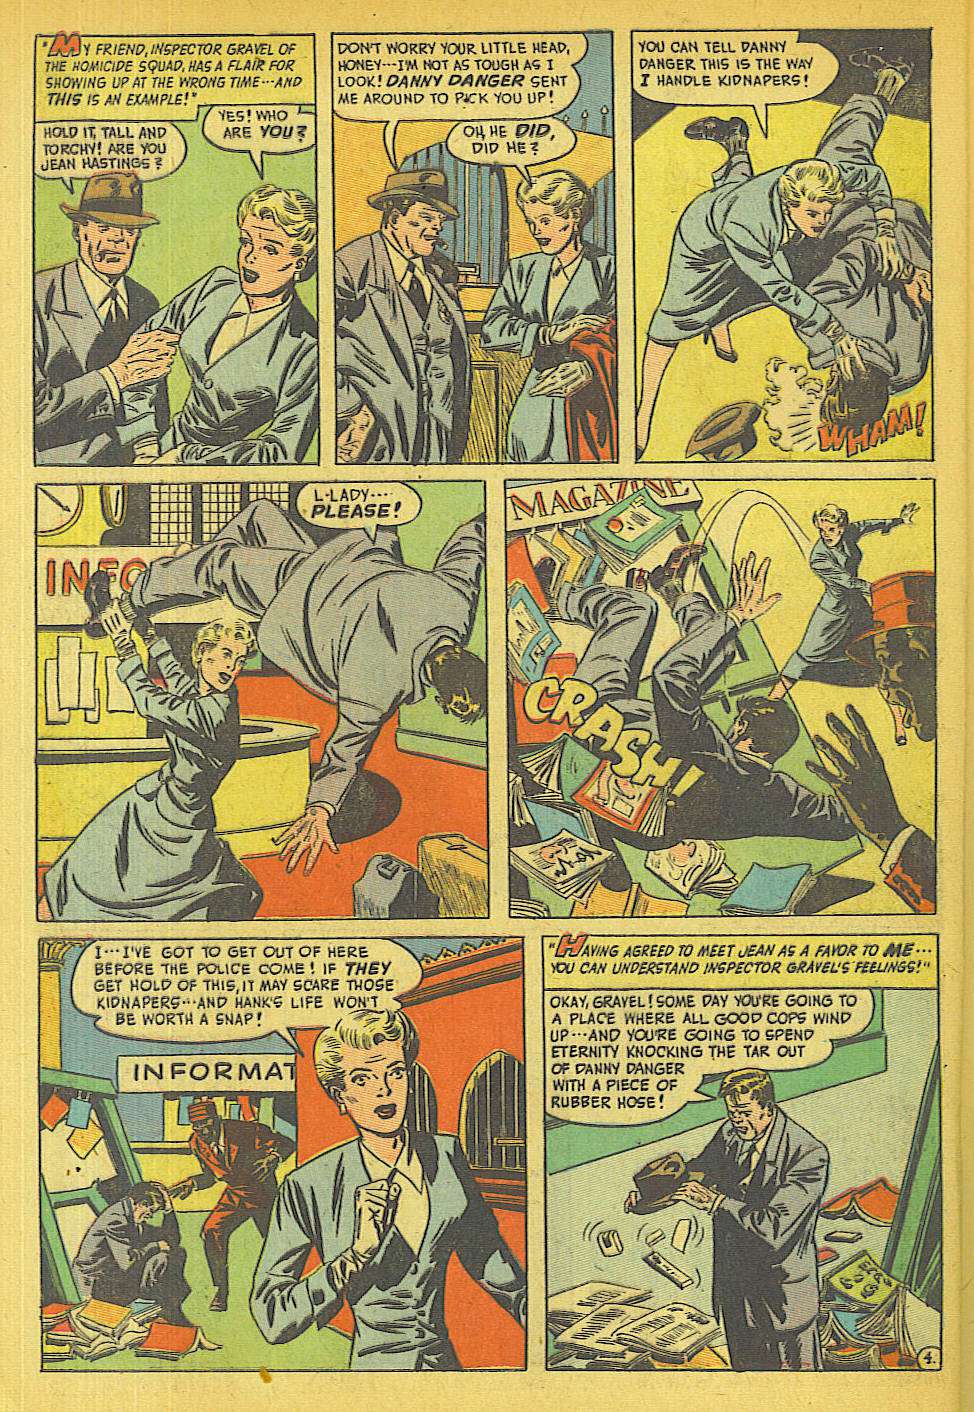 "MY FRIEND, INSPECTOR GRAVEL OF
THE HOMICIDE SQUAD, HAS A FLAIR FOR
SHOWING UP AT THE WRONG TIME---AND
THIS IS AN EXAMPLE!"
HOLD IT, TALL AND
TORCHY! ARE YOU
JEAN HASTINGS?
YES! WHO
ARE YOU?
DON'T WORRY YOUR LITTLE HEAD,
HONEY---I'M NOT AS TOUGH AS I
LOOK! DANNY DANGER SENT
ME AROUND TO PICK YOU UP!
OH, HE DID,
DID HE?
YOU CAN TELL DANNY
DANGER THIS IS THE WAY
I HANDLE KIDNAPERS!
WHAM!
L-LADY----
PLEASE!
INFO
MAGAZINE
CRASH!
I---I'VE GOT TO GET OUT OF HERE
BEFORE THE POLICE COME! IF THEY
GET HOLD OF THIS, IT MAY SCARE THOSE
KIDNAPERS---AND HANK'S LIFE WON'T
BE WORTH A SNAP!
INFORMAT
"HAVING AGREED TO MEET JEAN AS A FAVOR TO ME---
YOU CAN UNDERSTAND INSPECTOR GRAVEL'S FEELINGS!"
OKAY, GRAVEL! SOME DAY YOU'RE GOING TO
A PLACE WHERE ALL GOOD COPS WIND
UP---AND YOU'RE GOING TO SPEND
ETERNITY KNOCKING THE TAR OUT
OF DANNY DANGER
WITH A PIECE OF
RUBBER HOSE!
4.